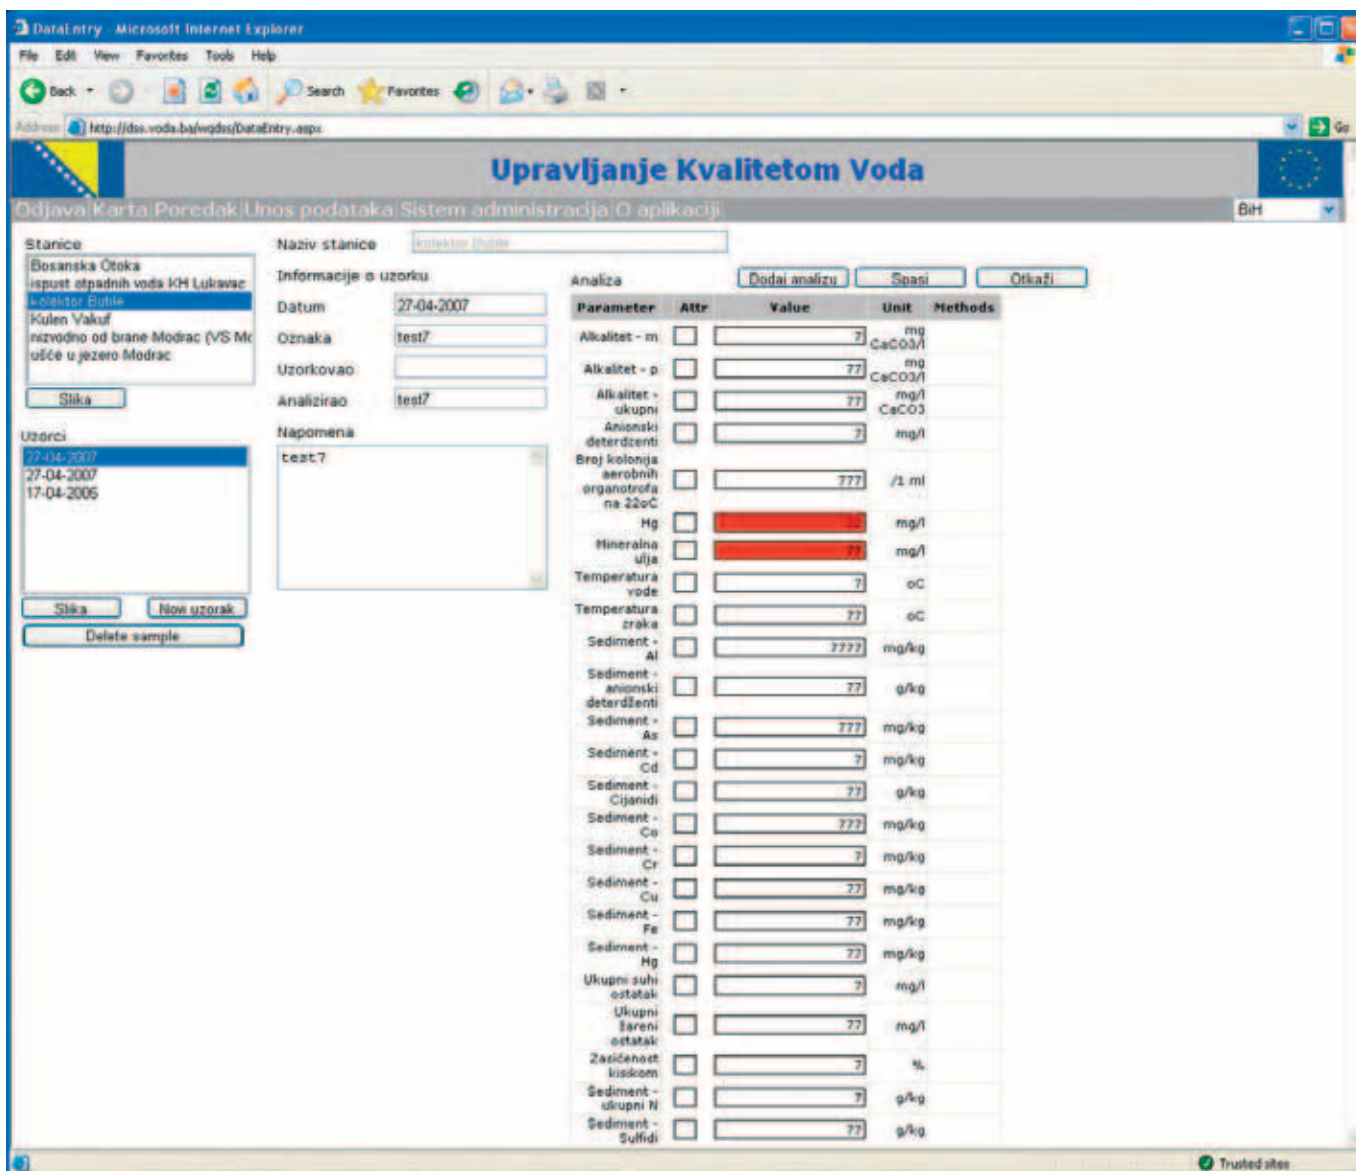 DataEntry - Microsoft Internet Explorer
File Edit View Favorites Tools Help
Back Search Favorites
Address http://dss.voda.ba/wqdss/DataEntry.aspx Go
Upravljanje Kvalitetom Voda
Odjava Karta Poredak Unos podataka Sistem administracija O aplikaciji BiH
Stanice
Bosanska Otoka
ispust otpadnih voda KH Lukavac
kolektor Butile
Kulen Vakuf
nizvodno od brane Modrac (VS Mo
ušće u jezero Modrac
Slika
Uzorci
27-04-2007
27-04-2007
17-04-2006
Slika Novi uzorak
Delete sample
Naziv stanice kolektor Butile
Informacije o uzorku
Datum 27-04-2007
Oznaka test7
Uzorkovao
Analizirao test7
Napomena
test7
Analiza Dodai analizu Spasi Otkaži
Parameter Attr Value Unit Methods
Alkalitet - m 7 mg CaCO3/l
Alkalitet - p 77 mg CaCO3/l
Alkalitet - ukupni 77 mg/l CaCO3
Anionski deterdzenti 7 mg/l
Broj kolonija aerobnih organotrofa na 22oC 777 /1 ml
Hg mg/l
Mineralna ulja 77 mg/l
Temperatura vode 7 oC
Temperatura zraka 77 oC
Sediment - Al 7777 mg/kg
Sediment - anionski deterdženti 77 g/kg
Sediment - As 777 mg/kg
Sediment - Cd 7 mg/kg
Sediment - Cijanidi 77 g/kg
Sediment - Co 777 mg/kg
Sediment - Cr 7 mg/kg
Sediment - Cu 77 mg/kg
Sediment - Fe 77 mg/kg
Sediment - Hg 77 mg/kg
Ukupni suhi ostatak 7 mg/l
Ukupni žareni ostatak 77 mg/l
Zasićenost kisikom 7 %
Sediment - ukupni N 7 g/kg
Sediment - Sulfidi 77 g/kg
Trusted sites